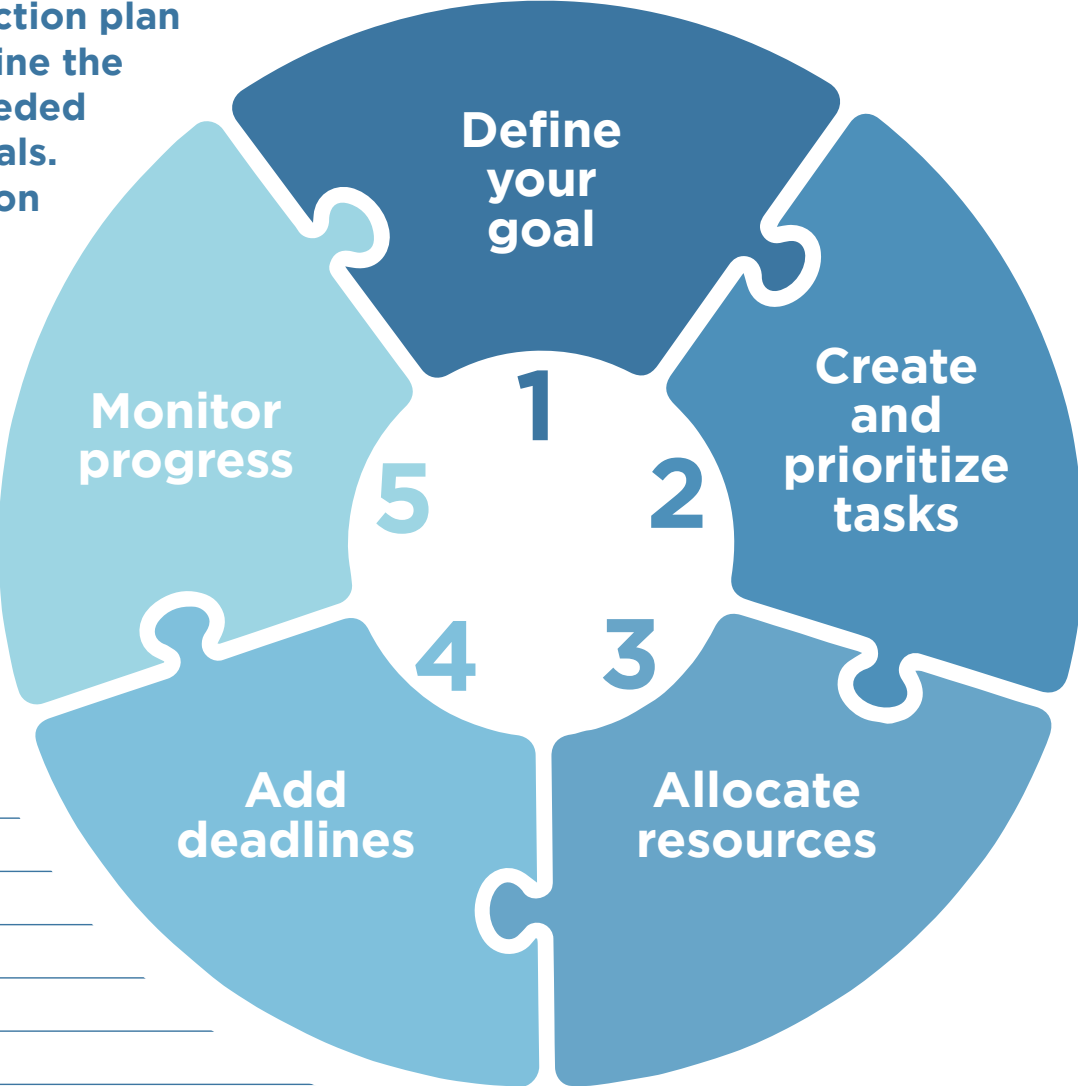 ction plan
ine the
eded
als.
on
Define
your
goal
1
Create
and
prioritize
tasks
2
Allocate
resources
3
Add
deadlines
4
Monitor
progress
5